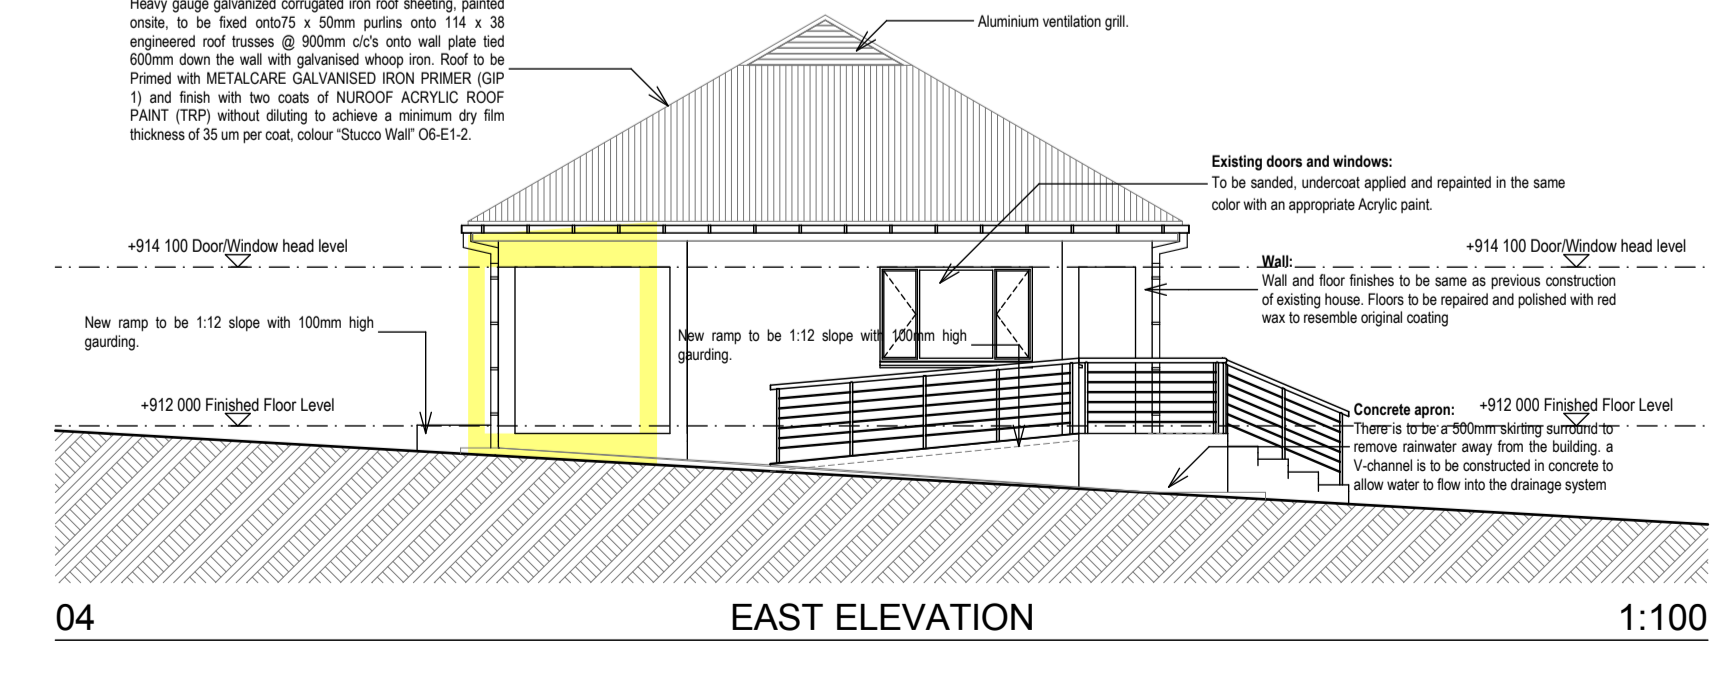 Heavy gauge galvanized corrugated iron roof sheeting, painted
onsite, to be fixed onto75 x 50mm purlins onto 114 x 38
engineered roof trusses @ 900mm c/c's onto wall plate tied
600mm down the wall with galvanised whoop iron. Roof to be
Primed with METALCARE GALVANISED IRON PRIMER (GIP
1) and finish with two coats of NUROOF ACRYLIC ROOF
PAINT (TRP) without diluting to achieve a minimum dry film
thickness of 35 um per coat, colour “Stucco Wall” O6-E1-2.
Aluminium ventilation grill.
Existing doors and windows:
To be sanded, undercoat applied and repainted in the same
color with an appropriate Acrylic paint.
+914 100 Door/Window head level
+914 100 Door/Window head level
Wall:
Wall and floor finishes to be same as previous construction
of existing house. Floors to be repaired and polished with red
wax to resemble original coating
New ramp to be 1:12 slope with 100mm high
gaurding.
New ramp to be 1:12 slope with 100mm high
gaurding.
+912 000 Finished Floor Level
+912 000 Finished Floor Level
Concrete apron:
There is to be a 500mm skirting surround to
remove rainwater away from the building. a
V-channel is to be constructed in concrete to
allow water to flow into the drainage system
04
EAST ELEVATION
1:100